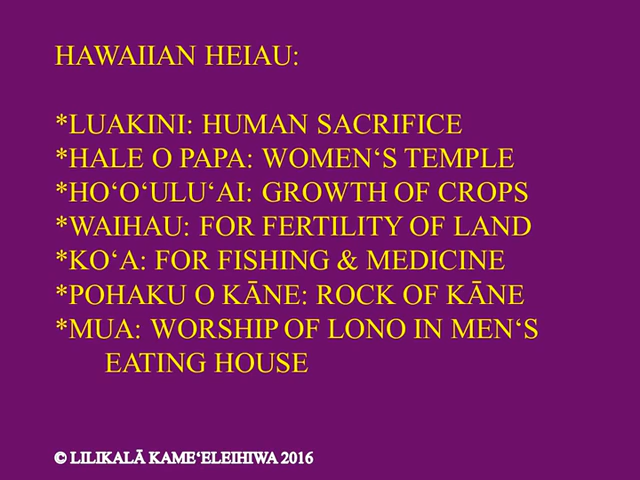 HAWAIIAN HEIAU:
*LUAKINI: HUMAN SACRIFICE
*HALE O PAPA: WOMEN‘S TEMPLE
*HO‘O‘ULU‘AI: GROWTH OF CROPS
*WAIHAU: FOR FERTILITY OF LAND
*KO‘A: FOR FISHING & MEDICINE
*POHAKU O KĀNE: ROCK OF KĀNE
*MUA: WORSHIP OF LONO IN MEN‘S
EATING HOUSE
© LILIKALĀ KAME‘ELEIHIWA 2016